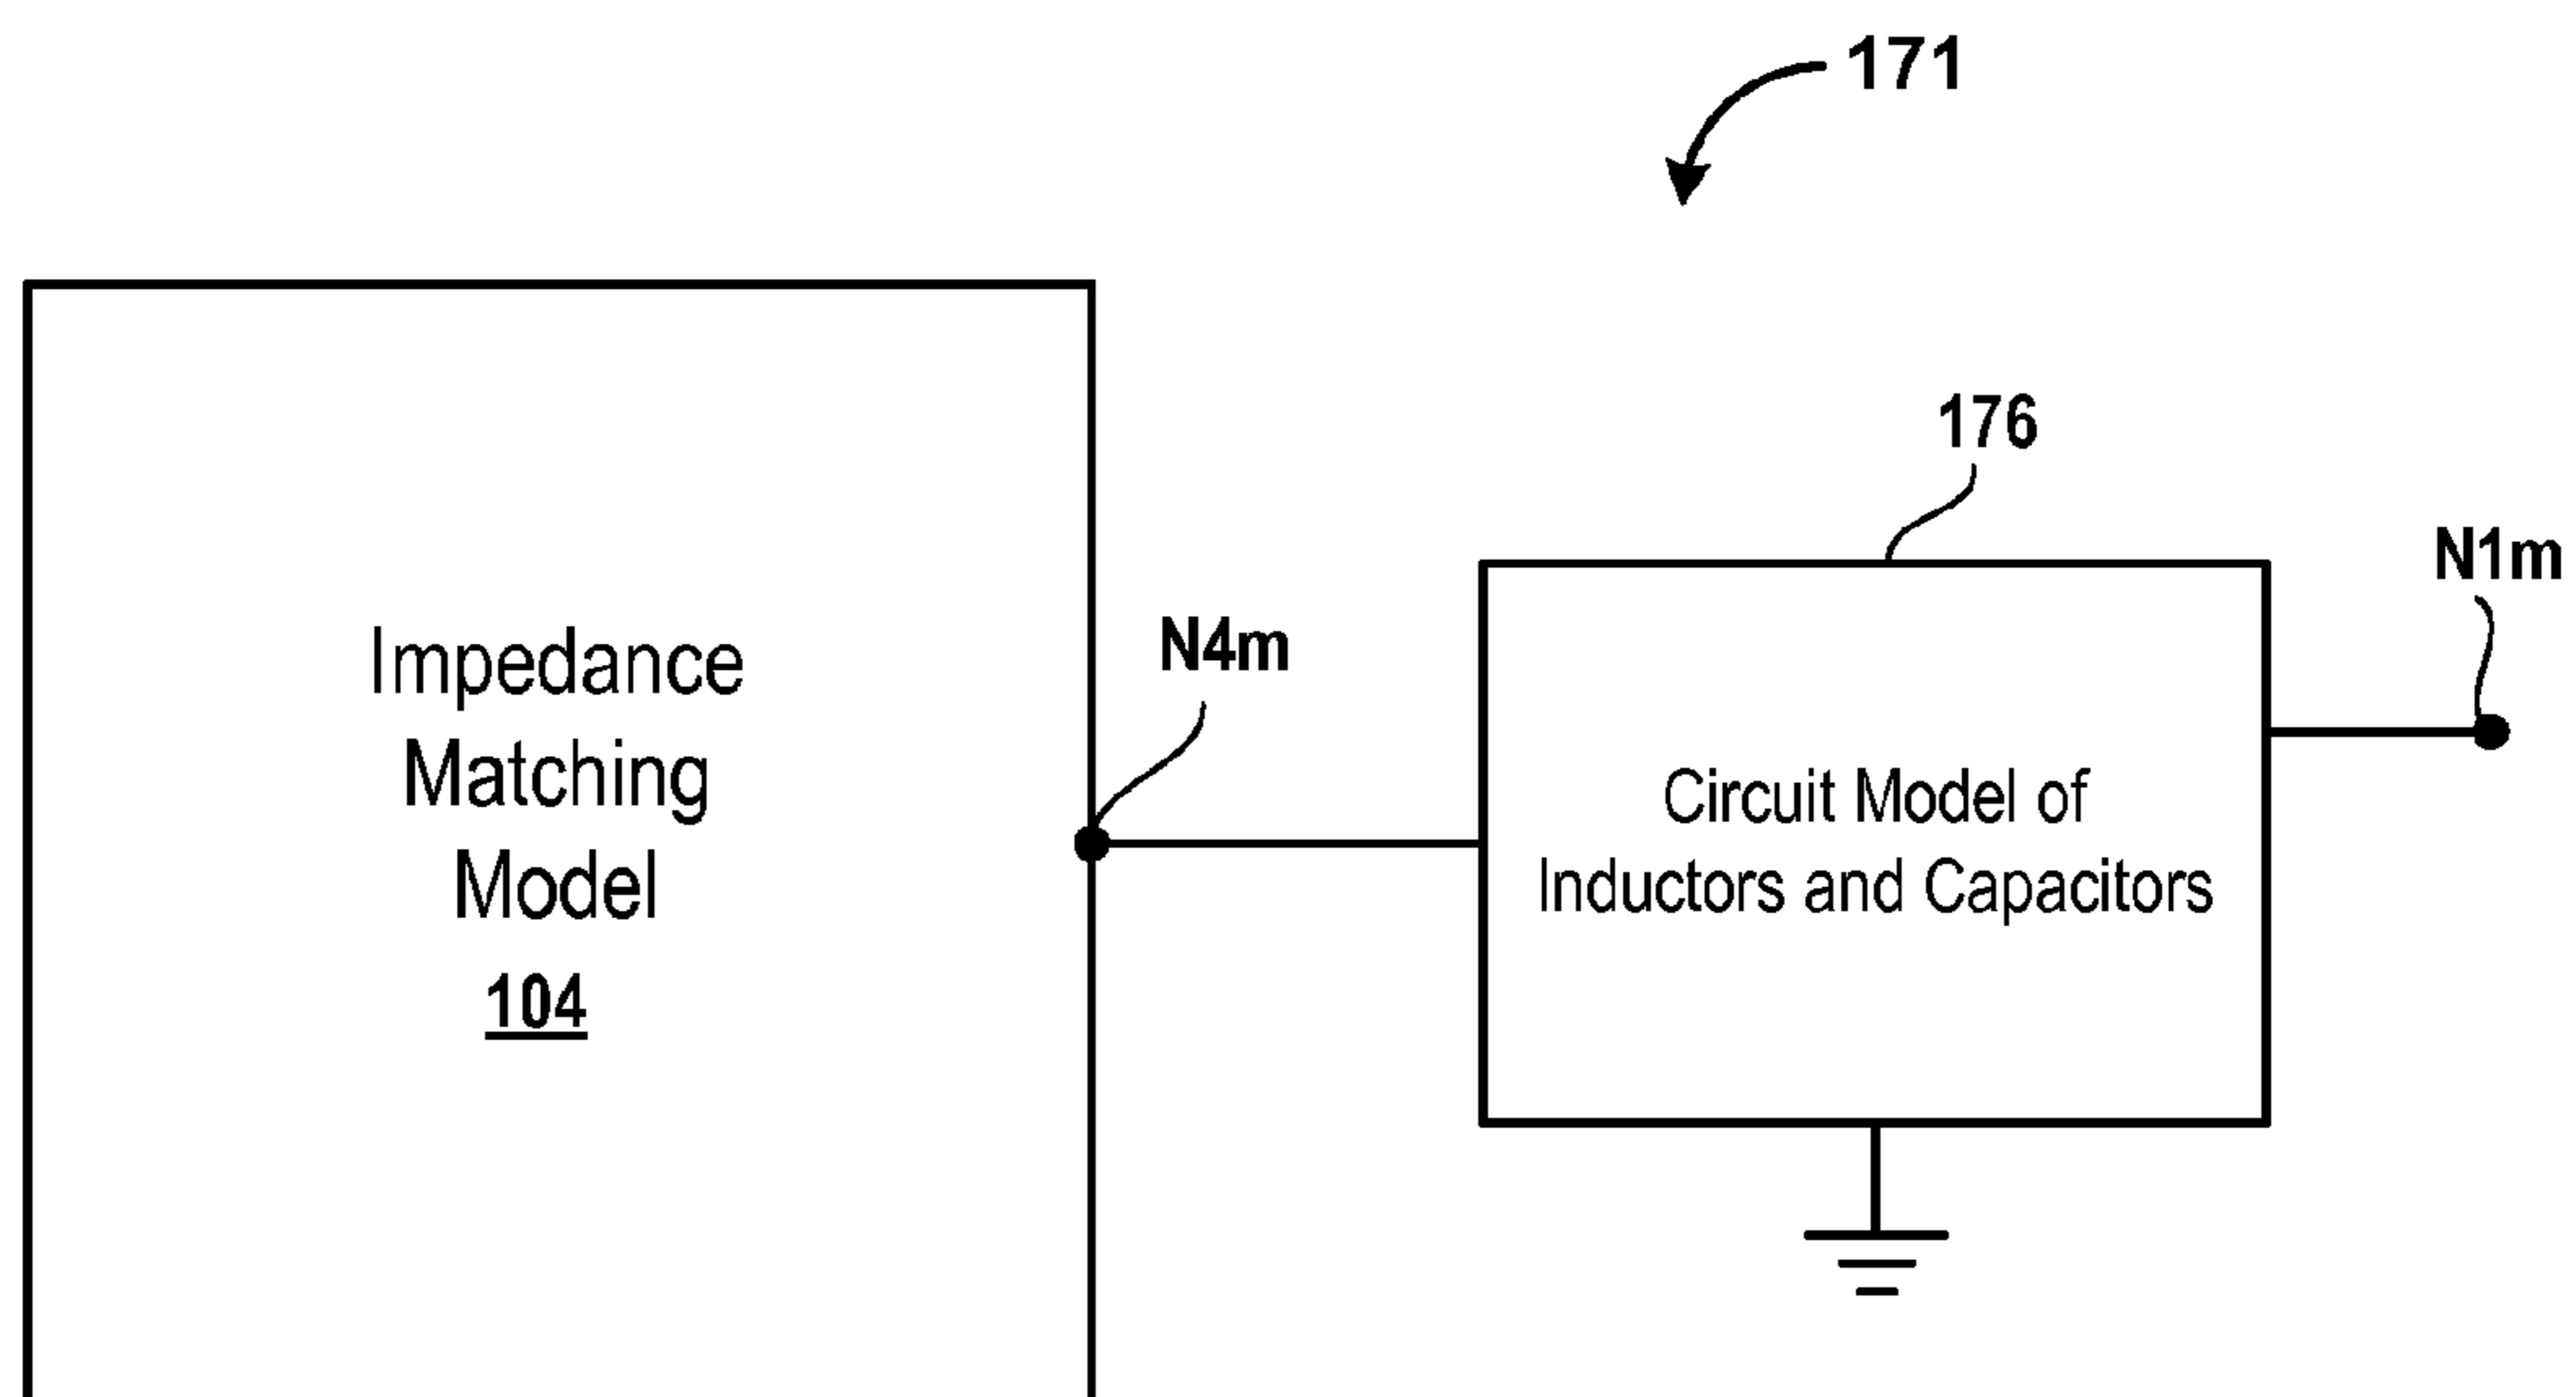 171
176
N1m
N4m
Impedance
Matching
Model
104
Circuit Model of
Inductors and Capacitors